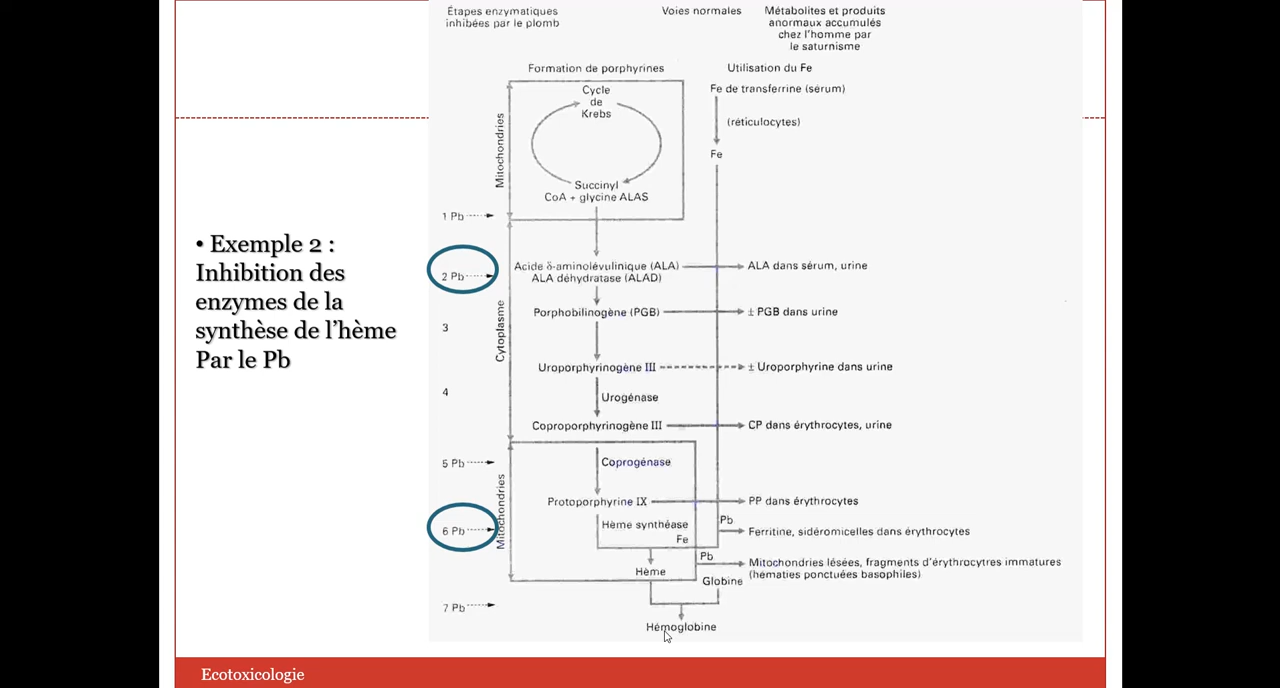 Étapes enzymatiques
inhibées par le plomb
Voies normales
Métabolites et produits
anormaux accumulés
chez l'homme par
le saturnisme
Formation de porphyrines
Utilisation du Fe
Cycle
de
Krebs
Fe de transferrine (sérum)
(réticulocytes)
Fe
Mitochondries
Succinyl
CoA + glycine ALAS
1 Pb
• Exemple 2 :
Inhibition des
enzymes de la
synthèse de l'hème
Par le Pb
2 Pb
Acide δ-aminolévulinique (ALA)
ALA déhydratase (ALAD)
ALA dans sérum, urine
Cytoplasme
Porphobilinogène (PGB)
± PGB dans urine
3
Uroporphyrinogène III
± Uroporphyrine dans urine
4
Urogénase
Coproporphyrinogène III
CP dans érythrocytes, urine
5 Pb
Coprogénase
Mitochondries
Protoporphyrine IX
PP dans érythrocytes
6 Pb
Hème synthéase
Fe
Pb
Ferritine, sidéromicelles dans érythrocytes
Pb
Mitochondries lésées, fragments d'érythrocytres immatures
(hématies ponctuées basophiles)
Hème
Globine
7 Pb
Hémoglobine
Ecotoxicologie